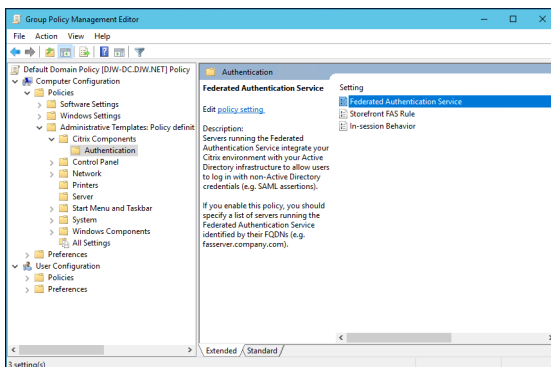 Group Policy Management Editor
File Action View Help
Default Domain Policy [DJW-DC.DJW.NET] Policy
Computer Configuration
Policies
Software Settings
Windows Settings
Administrative Templates: Policy definit
Citrix Components
Authentication
Control Panel
Network
Printers
Server
Start Menu and Taskbar
System
Windows Components
All Settings
Preferences
User Configuration
Policies
Preferences
Authentication
Federated Authentication Service
Edit policy setting
Description:
Servers running the Federated
Authentication Service integrate your
Citrix environment with your Active
Directory infrastructure to allow users
to log in with non-Active Directory
credentials (e.g. SAML assertions).
If you enable this policy, you should
specify a list of servers running the
Federated Authentication Service
identified by their FQDNs (e.g.
fasserver.company.com).
Setting
Federated Authentication Service
Storefront FAS Rule
In-session Behavior
Extended Standard
3 setting(s)